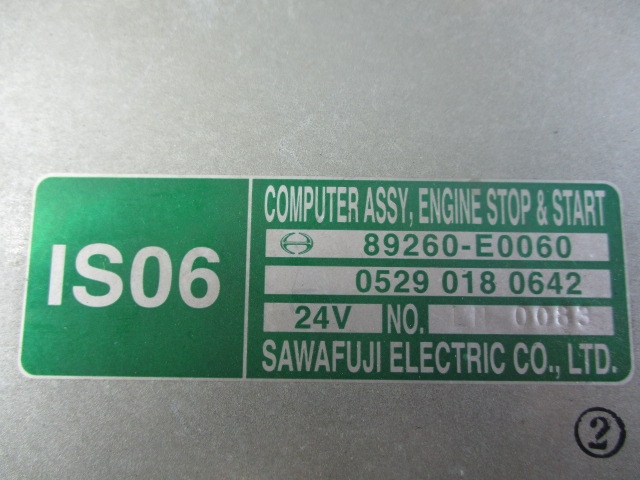 IS06
COMPUTER ASSY, ENGINE STOP & START
89260-E0060
0529 018 0642
24V NO.
SAWAFUJI ELECTRIC CO., LTD.
2